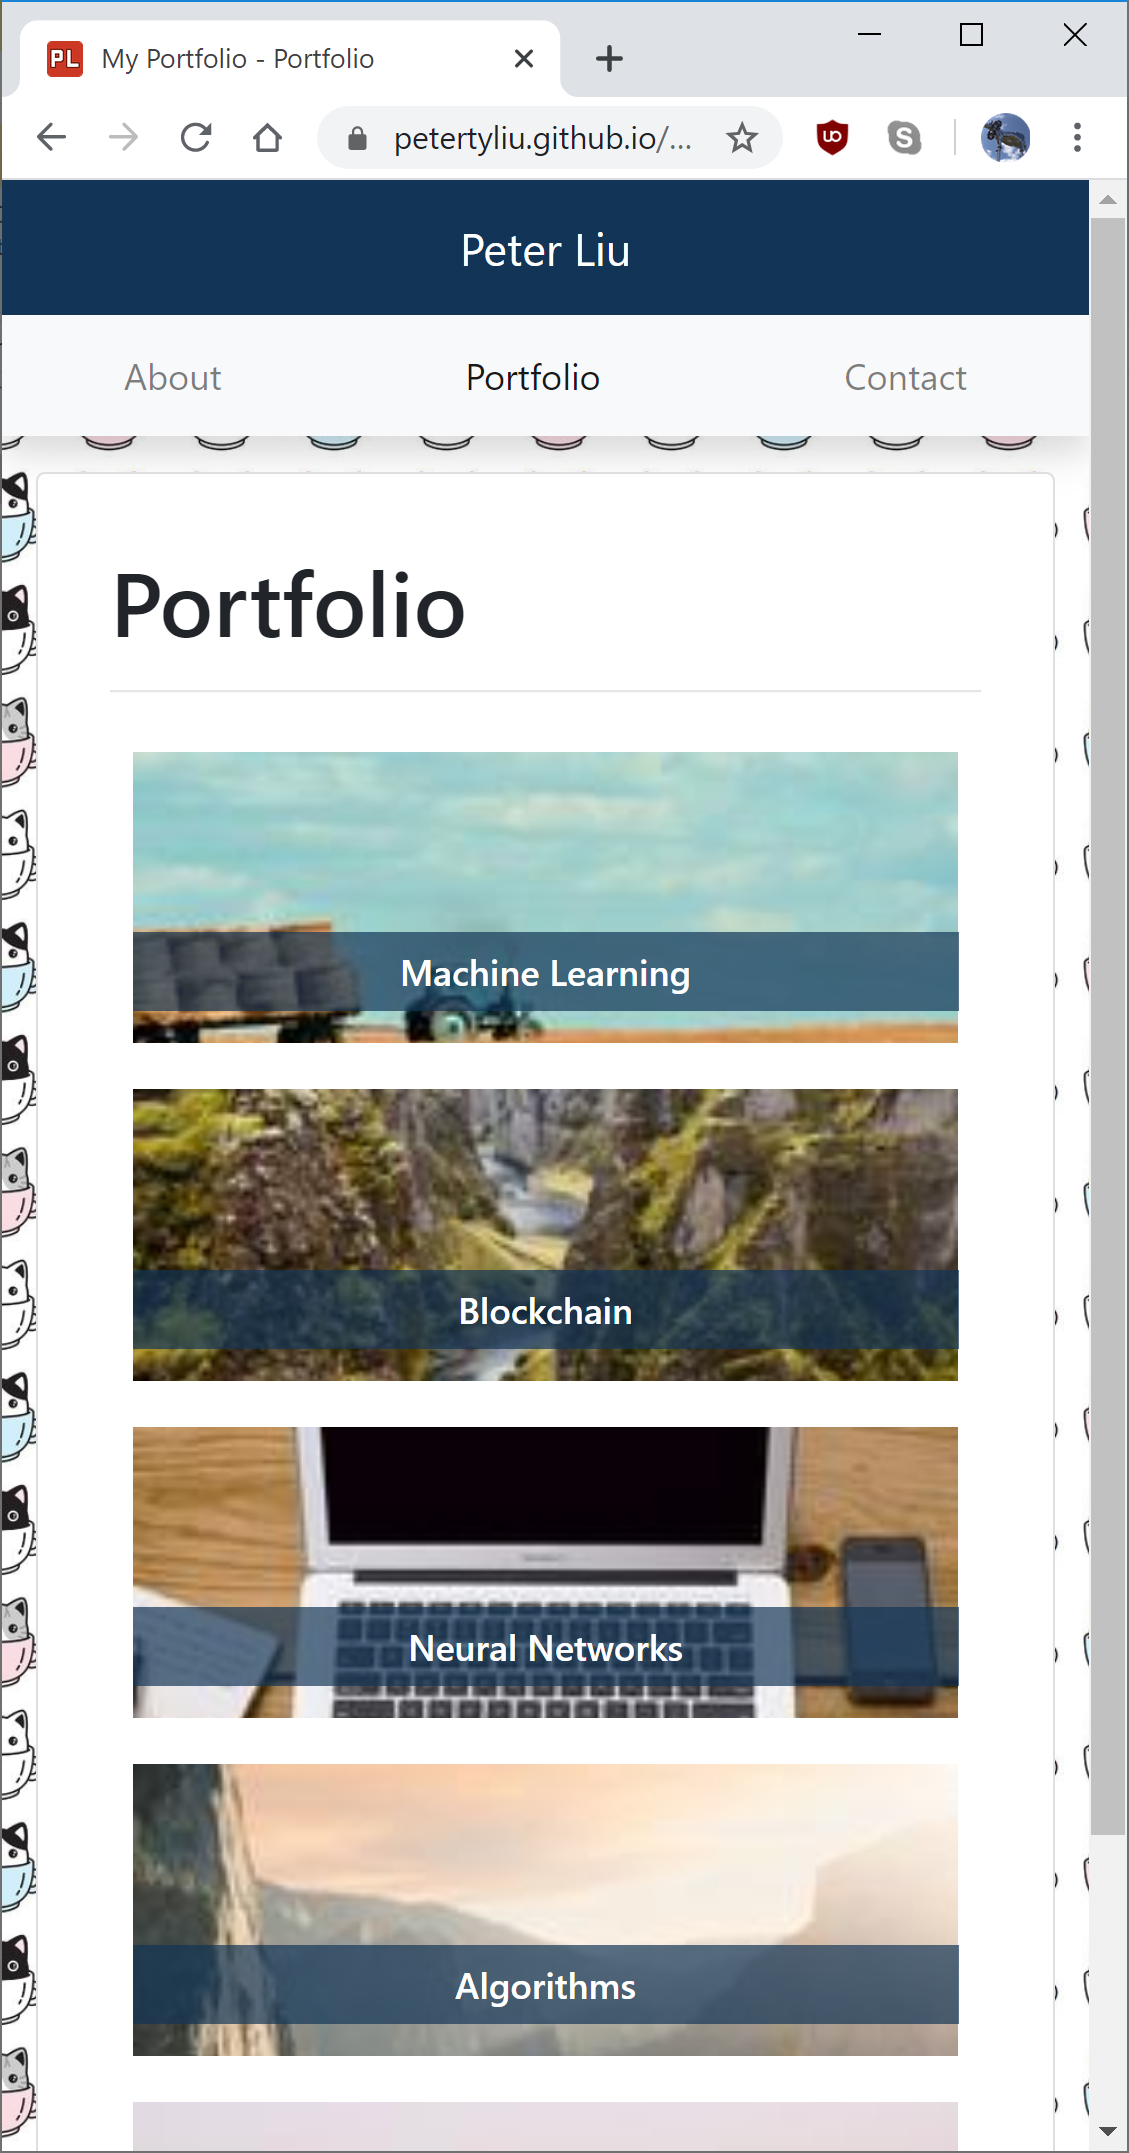 PL My Portfolio - Portfolio
petertyliu.github.io/...
Peter Liu
About Portfolio Contact
Portfolio
Machine Learning
Blockchain
Neural Networks
Algorithms